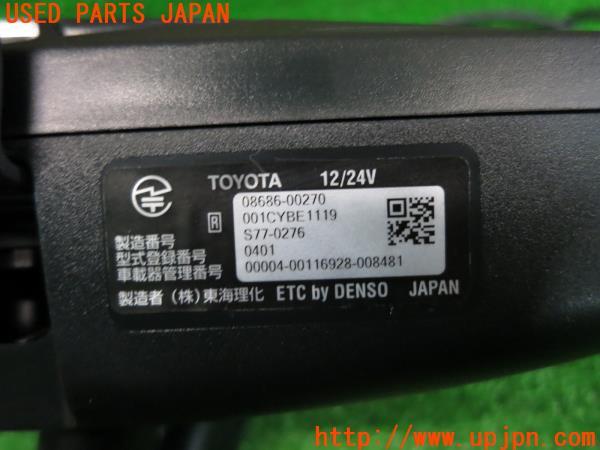 USED PARTS JAPAN
TOYOTA 12/24V
08686-00270
R 001CYBE1119
製造番号 S77-0276
型式登録番号 0401
車載器管理番号 00004-00116928-008481
製造者 (株)東海理化 ETC by DENSO JAPAN
http://www.upjpn.com